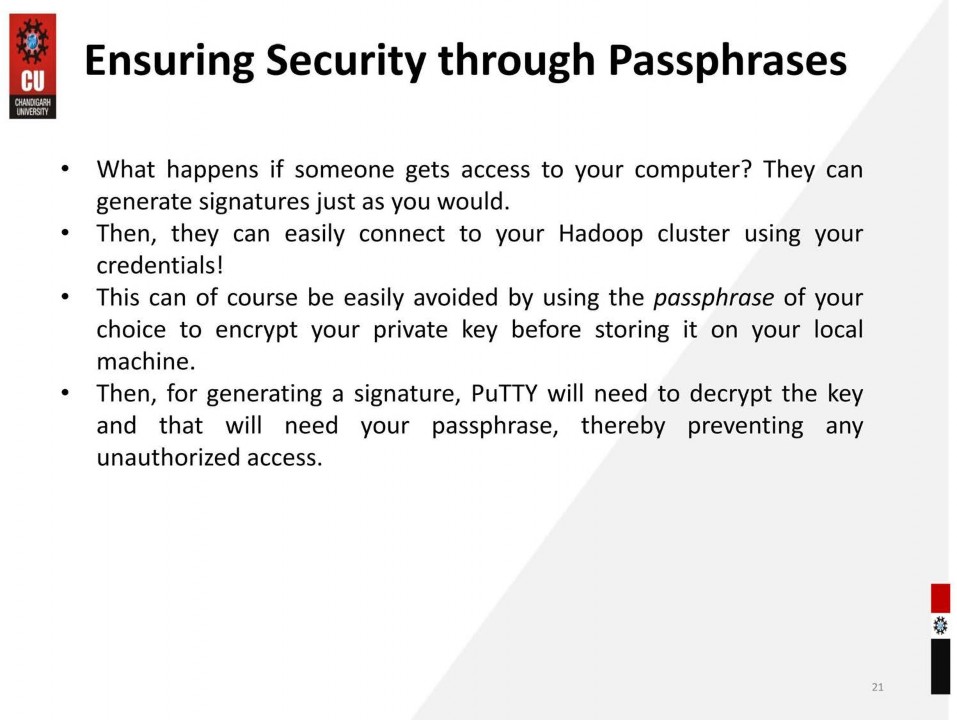 CU
CHANDIGARH
UNIVERSITY
Ensuring Security through Passphrases
• What happens if someone gets access to your computer? They can
generate signatures just as you would.
• Then, they can easily connect to your Hadoop cluster using your
credentials!
• This can of course be easily avoided by using the passphrase of your
choice to encrypt your private key before storing it on your local
machine.
• Then, for generating a signature, PuTTY will need to decrypt the key
and that will need your passphrase, thereby preventing any
unauthorized access.
21